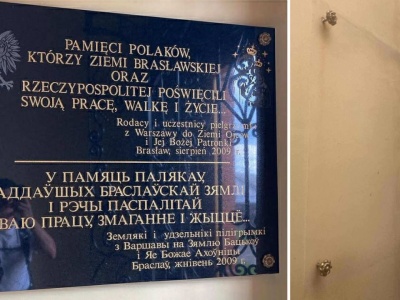 PAMIĘCI POLAKÓW,
KTÓRZY ZIEMI BRASŁAWSKIEJ
ORAZ
RZECZYPOSPOLITEJ POŚWIĘCILI
SWOJĄ PRACĘ, WALKĘ I ŻYCIE...
Rodacy i uczestnicy
z Warszawy do Ziemi
i Jej Bożej Patronki
Brasław, sierpień 2009 r.
У ПАМЯЦЬ ПАЛЯКАЎ,
АДДАЎШЫХ БРАСЛАЎСКАЙ ЗЯМЛІ
І РЭЧЫ ПАСПАЛІТАЙ
ВАЮ ПРАЦУ, ЗМАГАННЕ І ЖЫЦЦЁ...
Землякі і удзельнікі пілігрымкі
з Варшавы на Зямлю Бацькоў
і Яе Божае Ахоўніцы
Браслаў, жнівень 2009 г.